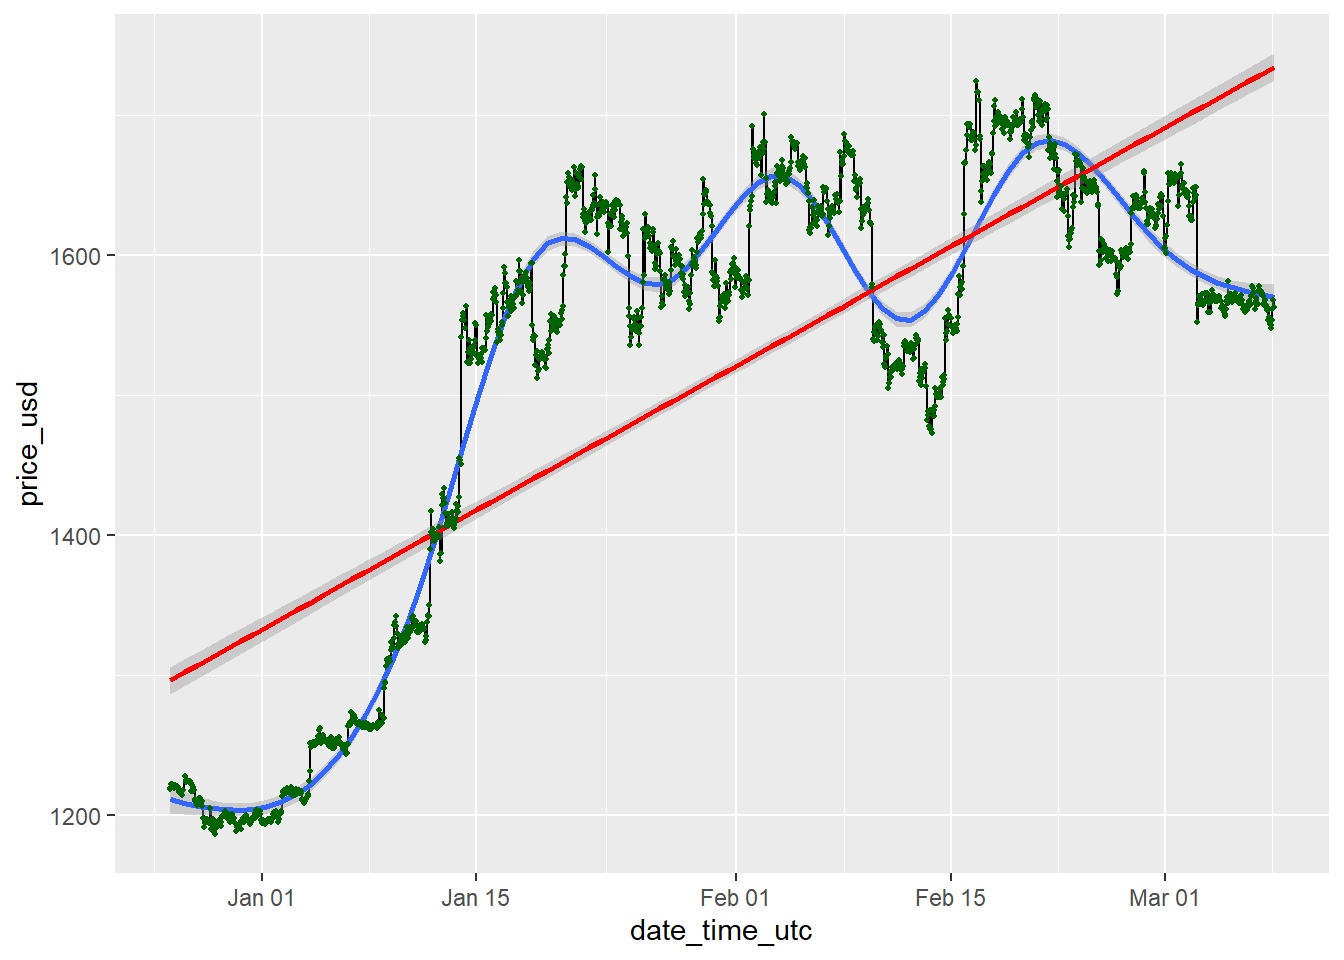 price_usd
1600
1400
1200
Jan 01
Jan 15
Feb 01
Feb 15
Mar 01
date_time_utc